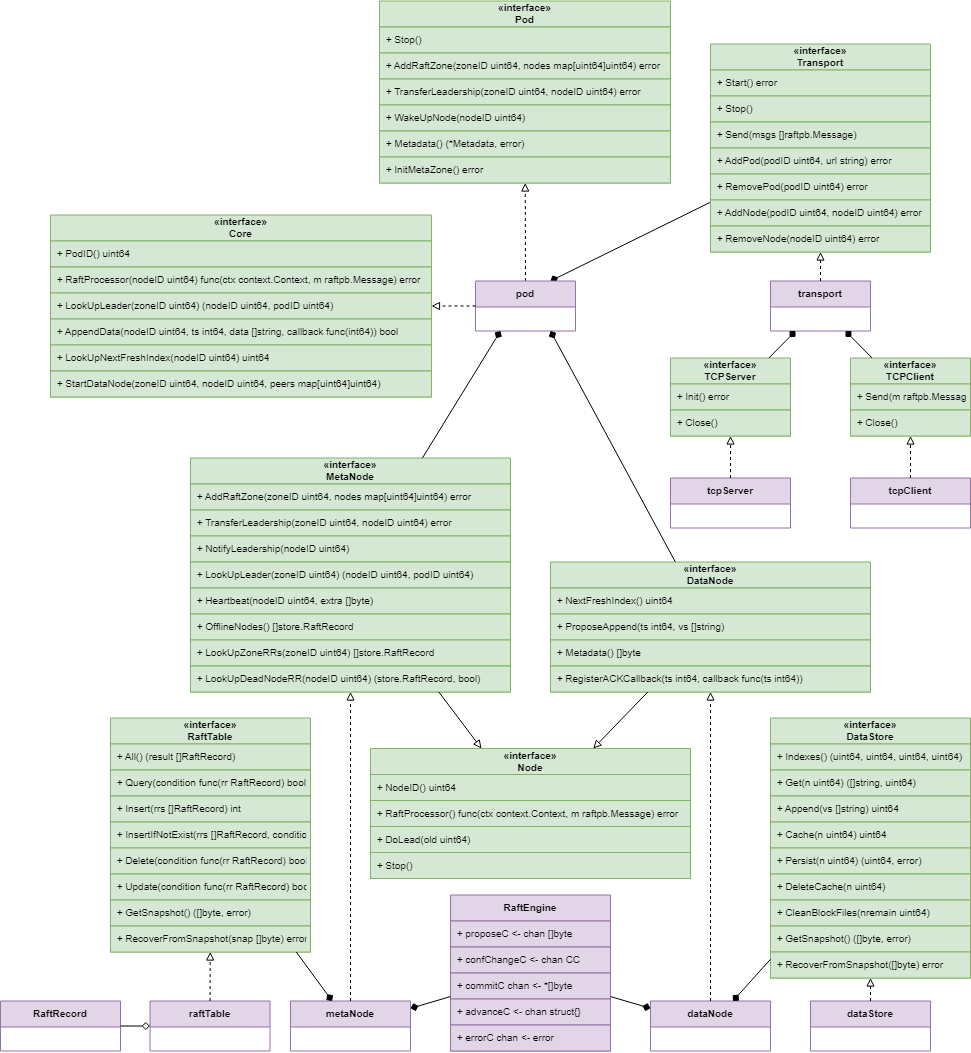 «interface»
Pod
+ Stop()
+ AddRaftZone(zoneID uint64, nodes map[uint64]uint64) error
+ TransferLeadership(zoneID uint64, nodeID uint64) error
+ WakeUpNode(nodeID uint64)
+ Metadata() (*Metadata, error)
+ InitMetaZone() error
«interface»
Transport
+ Start() error
+ Stop()
+ Send(msgs []raftpb.Message)
+ AddPod(podID uint64, url string) error
+ RemovePod(podID uint64) error
+ AddNode(podID uint64, nodeID uint64) error
+ RemoveNode(nodeID uint64) error
«interface»
Core
+ PodID() uint64
+ RaftProcessor(nodeID uint64) func(ctx context.Context, m raftpb.Message) error
+ LookUpLeader(zoneID uint64) (nodeID uint64, podID uint64)
+ AppendData(nodeID uint64, ts int64, data []string, callback func(int64)) bool
+ LookUpNextFreshIndex(nodeID uint64) uint64
+ StartDataNode(zoneID uint64, nodeID uint64, peers map[uint64]uint64)
pod
transport
«interface»
TCPServer
+ Init() error
+ Close()
«interface»
TCPClient
+ Send(m raftpb.Messag
+ Close()
tcpServer
tcpClient
«interface»
MetaNode
+ AddRaftZone(zoneID uint64, nodes map[uint64]uint64) error
+ TransferLeadership(zoneID uint64, nodeID uint64) error
+ NotifyLeadership(nodeID uint64)
+ LookUpLeader(zoneID uint64) (nodeID uint64, podID uint64)
+ Heartbeat(nodeID uint64, extra []byte)
+ OfflineNodes() []store.RaftRecord
+ LookUpZoneRRs(zoneID uint64) []store.RaftRecord
+ LookUpDeadNodeRR(nodeID uint64) (store.RaftRecord, bool)
«interface»
DataNode
+ NextFreshIndex() uint64
+ ProposeAppend(ts int64, vs []string)
+ Metadata() []byte
+ RegisterACKCallback(ts int64, callback func(ts int64))
«interface»
RaftTable
+ All() (result []RaftRecord)
+ Query(condition func(rr RaftRecord) bool
+ Insert(rrs []RaftRecord) int
+ InsertIfNotExist(rrs []RaftRecord, conditio
+ Delete(condition func(rr RaftRecord) bool
+ Update(condition func(rr RaftRecord) boo
+ GetSnapshot() ([]byte, error)
+ RecoverFromSnapshot(snap []byte) error
«interface»
Node
+ NodeID() uint64
+ RaftProcessor() func(ctx context.Context, m raftpb.Message) error
+ DoLead(old uint64)
+ Stop()
«interface»
DataStore
+ Indexes() (uint64, uint64, uint64, uint64)
+ Get(n uint64) ([]string, uint64)
+ Append(vs []string) uint64
+ Cache(n uint64) uint64
+ Persist(n uint64) (uint64, error)
+ DeleteCache(n uint64)
+ CleanBlockFiles(nremain uint64)
+ GetSnapshot() ([]byte, error)
+ RecoverFromSnapshot([]byte) error
RaftEngine
+ proposeC <- chan []byte
+ confChangeC <- chan CC
+ commitC chan <- *[]byte
+ advanceC <- chan struct{}
+ errorC chan <- error
RaftRecord
raftTable
metaNode
dataNode
dataStore